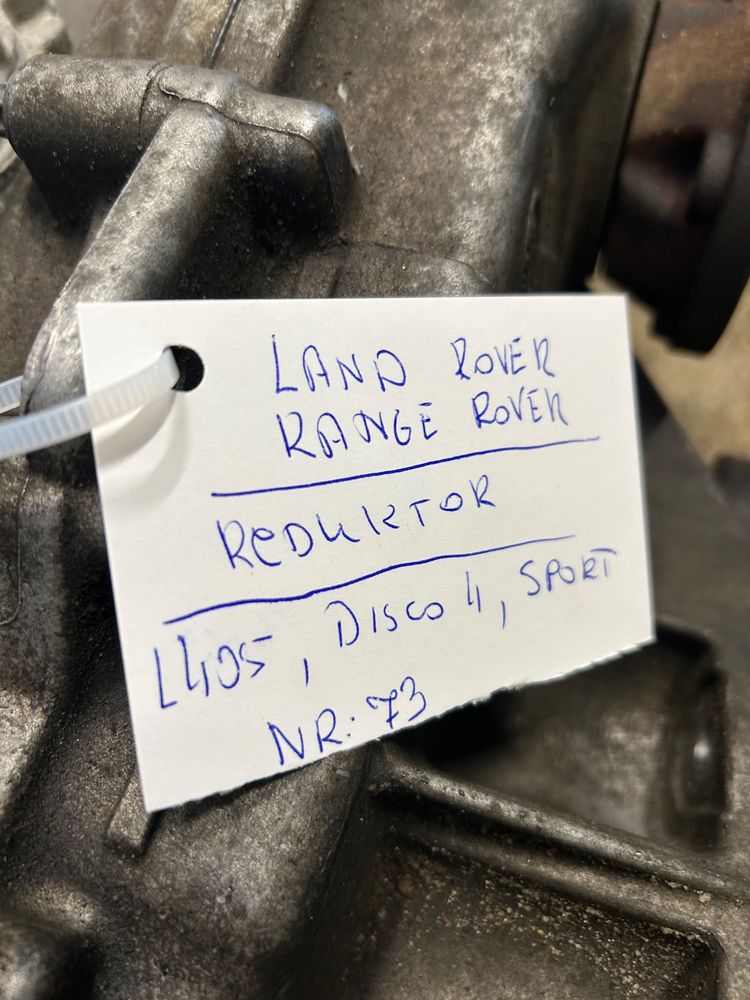 LAND ROVER
RANGE ROVER
REDUKTOR
L405, DISCO 4, SPORT
NR: 73